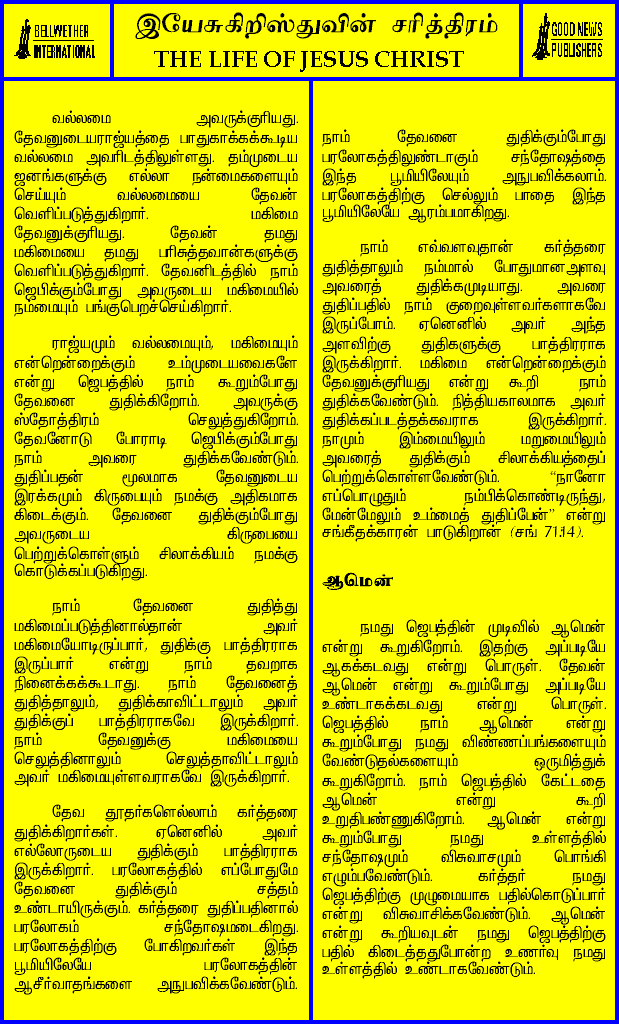 BELLWETHER
INTERNATIONAL
இயேசுகிறிஸ்துவின் சரித்திரம்
THE LIFE OF JESUS CHRIST
GOOD NEWS
PUBLISHERS
வல்லமை அவருக்குரியது.
தேவனுடையராஜ்யத்தை பாதுகாக்கக்கூடிய
வல்லமை அவரிடத்திலுள்ளது. தம்முடைய
ஜனங்களுக்கு எல்லா நன்மைகளையும்
செய்யும் வல்லமையை தேவன்
வெளிப்படுத்துகிறார். மகிமை
தேவனுக்குரியது. தேவன் தமது
மகிமையை தமது பரிசுத்தவான்களுக்கு
வெளிப்படுத்துகிறார். தேவனிடத்தில் நாம்
ஜெபிக்கும்போது அவருடைய மகிமையில்
நம்மையும் பங்குபெறச்செய்கிறார்.
ராஜ்யமும் வல்லமையும், மகிமையும்
என்றென்றைக்கும் உம்முடையவைகளே
என்று ஜெபத்தில் நாம் கூறும்போது
தேவனை துதிக்கிறோம். அவருக்கு
ஸ்தோத்திரம் செலுத்துகிறோம்.
தேவனோடு போராடி ஜெபிக்கும்போது
நாம் அவரை துதிக்கவேண்டும்.
துதிப்பதன் மூலமாக தேவனுடைய
இரக்கமும் கிருபையும் நமக்கு அதிகமாக
கிடைக்கும். தேவனை துதிக்கும்போது
அவருடைய கிருபையை
பெற்றுக்கொள்ளும் சிலாக்கியம் நமக்கு
கொடுக்கப்படுகிறது.
நாம் தேவனை துதித்து
மகிமைப்படுத்தினால்தான் அவர்
மகிமையோடிருப்பார், துதிக்கு பாத்திரராக
இருப்பார் என்று நாம் தவறாக
நினைக்கக்கூடாது. நாம் தேவனைத்
துதித்தாலும், துதிக்காவிட்டாலும் அவர்
துதிக்குப் பாத்திரராகவே இருக்கிறார்.
நாம் தேவனுக்கு மகிமையை
செலுத்தினாலும் செலுத்தாவிட்டாலும்
அவர் மகிமையுள்ளவராகவே இருக்கிறார்.
தேவ தூதர்களெல்லாம் கர்த்தரை
துதிக்கிறார்கள். ஏனெனில் அவர்
எல்லோருடைய துதிக்கும் பாத்திரராக
இருக்கிறார். பரலோகத்தில் எப்போதுமே
தேவனை துதிக்கும் சத்தம்
உண்டாயிருக்கும். கர்த்தரை துதிப்பதினால்
பரலோகம் சந்தோஷமடைகிறது.
பரலோகத்திற்கு போகிறவர்கள் இந்த
பூமியிலேயே பரலோகத்தின்
ஆசீர்வாதங்களை அநுபவிக்கவேண்டும்.
நாம் தேவனை துதிக்கும்போது
பரலோகத்திலுண்டாகும் சந்தோஷத்தை
இந்த பூமியிலேயும் அநுபவிக்கலாம்.
பரலோகத்திற்கு செல்லும் பாதை இந்த
பூமியிலேயே ஆரம்பமாகிறது.
நாம் எவ்வளவுதான் கர்த்தரை
துதித்தாலும் நம்மால் போதுமானஅளவு
அவரைத் துதிக்கமுடியாது. அவரை
துதிப்பதில் நாம் குறைவுள்ளவர்களாகவே
இருப்போம். ஏனெனில் அவர் அந்த
அளவிற்கு துதிகளுக்கு பாத்திரராக
இருக்கிறார். மகிமை என்றென்றைக்கும்
தேவனுக்குரியது என்று கூறி நாம்
துதிக்கவேண்டும். நித்தியகாலமாக அவர்
துதிக்கப்படத்தக்கவராக இருக்கிறார்.
நாமும் இம்மையிலும் மறுமையிலும்
அவரைத் துதிக்கும் சிலாக்கியத்தைப்
பெற்றுக்கொள்ளவேண்டும். "நானோ
எப்பொழுதும் நம்பிக்கொண்டிருந்து,
மேன்மேலும் உம்மைத் துதிப்பேன்" என்று
சங்கீதக்காரன் பாடுகிறான் (சங் 71:14).
ஆமென்
நமது ஜெபத்தின் முடிவில் ஆமென்
என்று கூறுகிறோம். இதற்கு அப்படியே
ஆகக்கடவது என்று பொருள். தேவன்
ஆமென் என்று கூறும்போது அப்படியே
உண்டாகக்கடவது என்று பொருள்.
ஜெபத்தில் நாம் ஆமென் என்று
கூறும்போது நமது விண்ணப்பங்களையும்
வேண்டுதல்களையும் ஒருமித்துக்
கூறுகிறோம். நாம் ஜெபத்தில் கேட்டதை
ஆமென் என்று கூறி
உறுதிபண்ணுகிறோம். ஆமென் என்று
கூறும்போது நமது உள்ளத்தில்
சந்தோஷமும் விசுவாசமும் பொங்கி
எழும்பவேண்டும். கர்த்தர் நமது
ஜெபத்திற்கு முழுமையாக பதில்கொடுப்பார்
என்று விசுவாசிக்கவேண்டும். ஆமென்
என்று கூறியவுடன் நமது ஜெபத்திற்கு
பதில் கிடைத்ததுபோன்ற உணர்வு நமது
உள்ளத்தில் உண்டாகவேண்டும்.